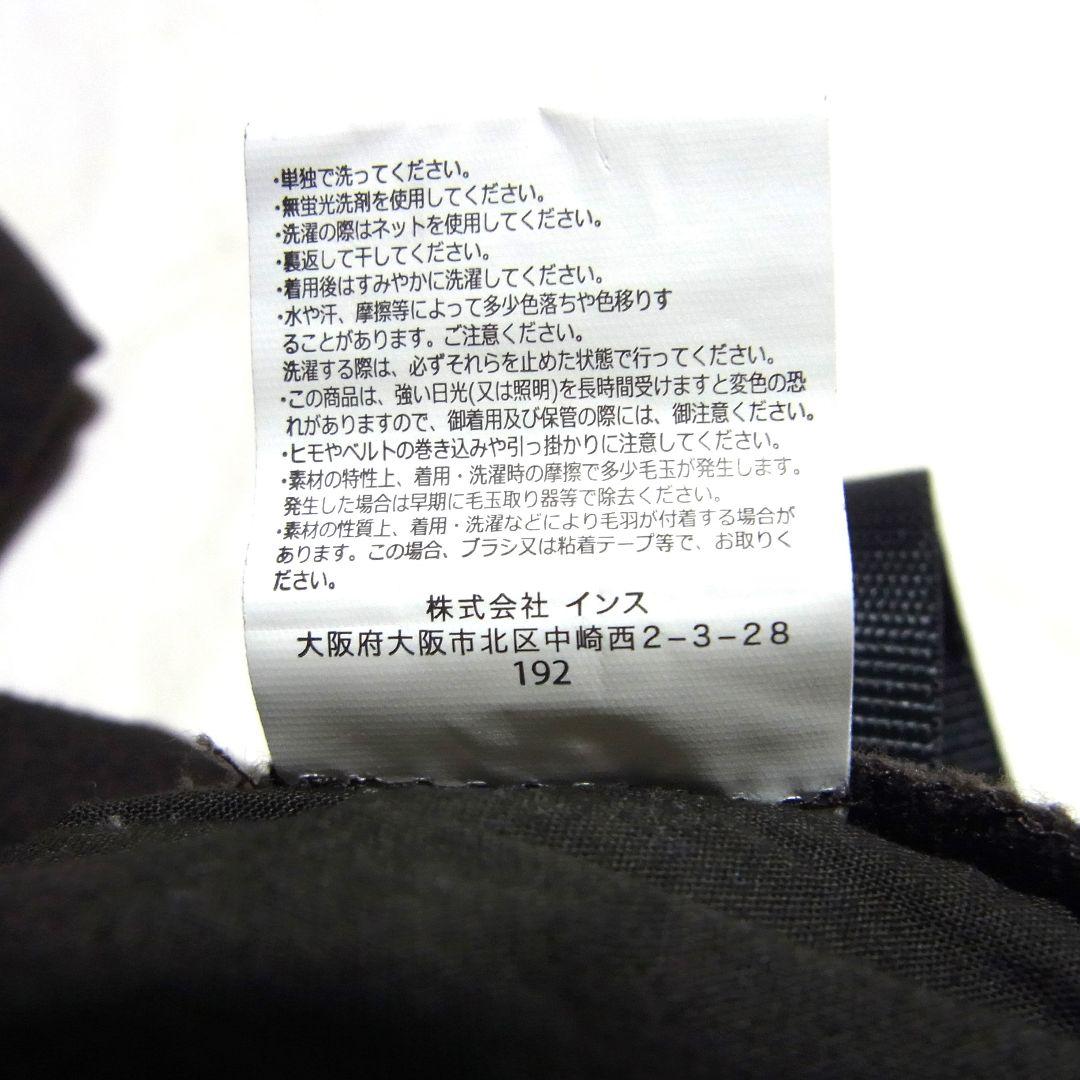 ・単独で洗ってください。
・無蛍光洗剤を使用してください。
・洗濯の際はネットを使用してください。
・裏返して干してください。
・着用後はすみやかに洗濯してください。
・水や汗、摩擦等によって多少色落ちや色移りす
ることがあります。ご注意ください。
洗濯する際は、必ずそれらを止めた状態で行ってください。
・この商品は、強い日光(又は照明)を長時間受けますと変色の恐
れがありますので、御着用及び保管の際には、御注意ください。
・ヒモやベルトの巻き込みや引っ掛かりに注意してください。
・素材の特性上、着用・洗濯時の摩擦で多少毛玉が発生します。
発生した場合は早期に毛玉取り器等で除去ください。
・素材の性質上、着用・洗濯などにより毛羽が付着する場合が
あります。この場合、ブラシ又は粘着テープ等で、お取りく
ださい。
株式会社 インス
大阪府大阪市北区中崎西2-3-28
192